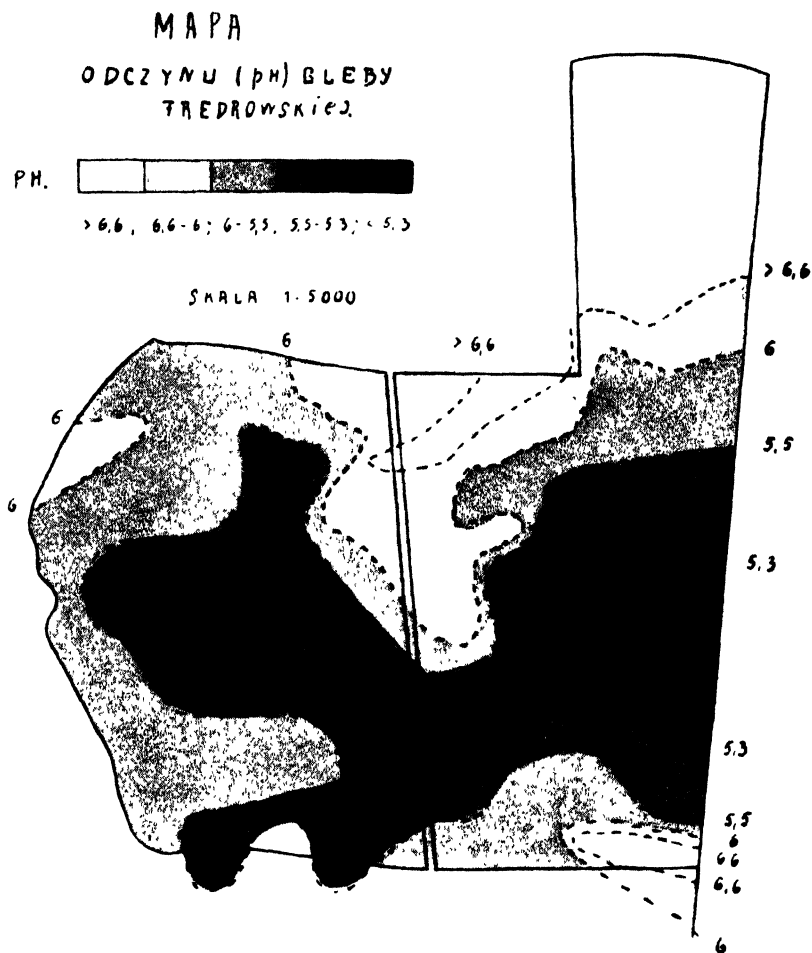 MAPA
ODCZYNU (pH) GLEBY
FREDROWSKIEJ.
PH.
> 6,6, 6,6-6; 6-5,5, 5,5-5,3; < 5,3
SKALA 1-5000
> 6,6
6
> 6,6
6
6
5,5
6
5,3
5,3
5,5
6
6 6
6,6
6